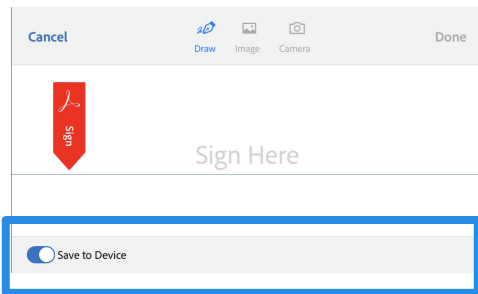 Cancel
Draw Image Camera
Done
Sign
Sign Here
Save to Device